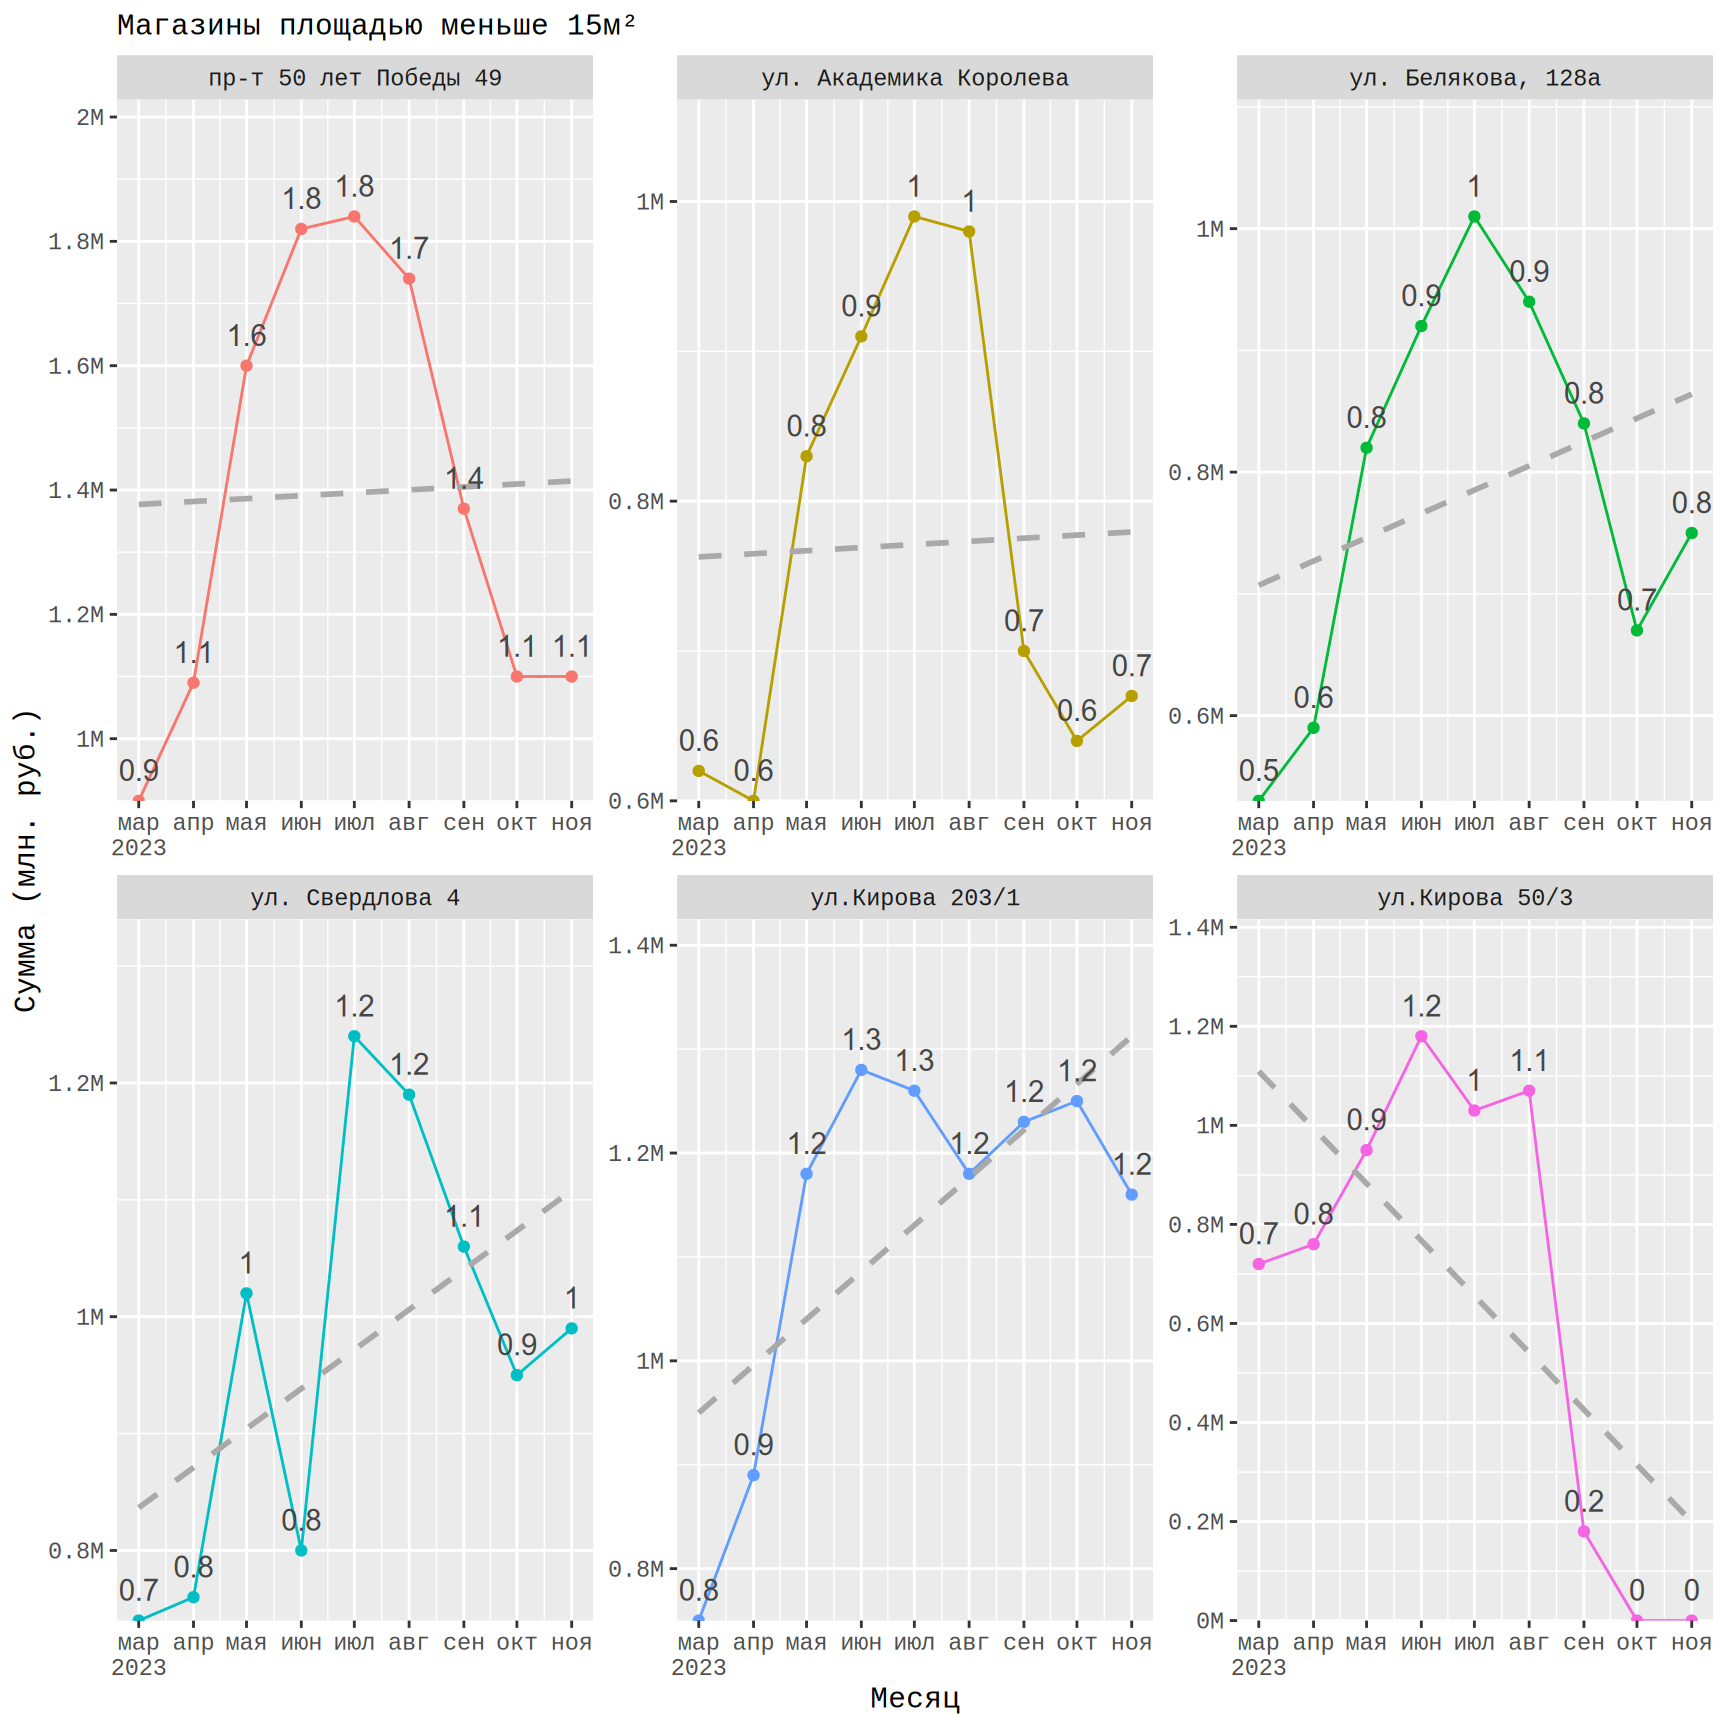 Магазины площадью меньше 15м²
пр-т 50 лет Победы 49
ул. Академика Королева
ул. Белякова, 128а
2M
1.8M
1.6M
1.4M
1.2M
1M
0.9
1.1
1.6
1.8
1.8
1.7
1.4
1.1
1.1
мар апр мая июн июл авг сен окт ноя
2023
1M
0.8M
0.6M
0.6
0.6
0.8
0.9
1
1
0.7
0.6
0.7
мар апр мая июн июл авг сен окт ноя
2023
1M
0.8M
0.6M
0.5
0.6
0.8
0.9
1
0.9
0.8
0.7
0.8
мар апр мая июн июл авг сен окт ноя
2023
Сумма (млн. руб.)
ул. Свердлова 4
ул.Кирова 203/1
ул.Кирова 50/3
1.2M
1M
0.8M
0.7
0.8
1
0.8
1.2
1.2
1.1
0.9
1
мар апр мая июн июл авг сен окт ноя
2023
1.4M
1.2M
1M
0.8M
0.8
0.9
1.2
1.3
1.3
1.2
1.2
1.2
1.2
мар апр мая июн июл авг сен окт ноя
2023
1.4M
1.2M
1M
0.8M
0.6M
0.4M
0.2M
0M
0.7
0.8
0.9
1.2
1
1.1
0.2
0
0
мар апр мая июн июл авг сен окт ноя
2023
Месяц